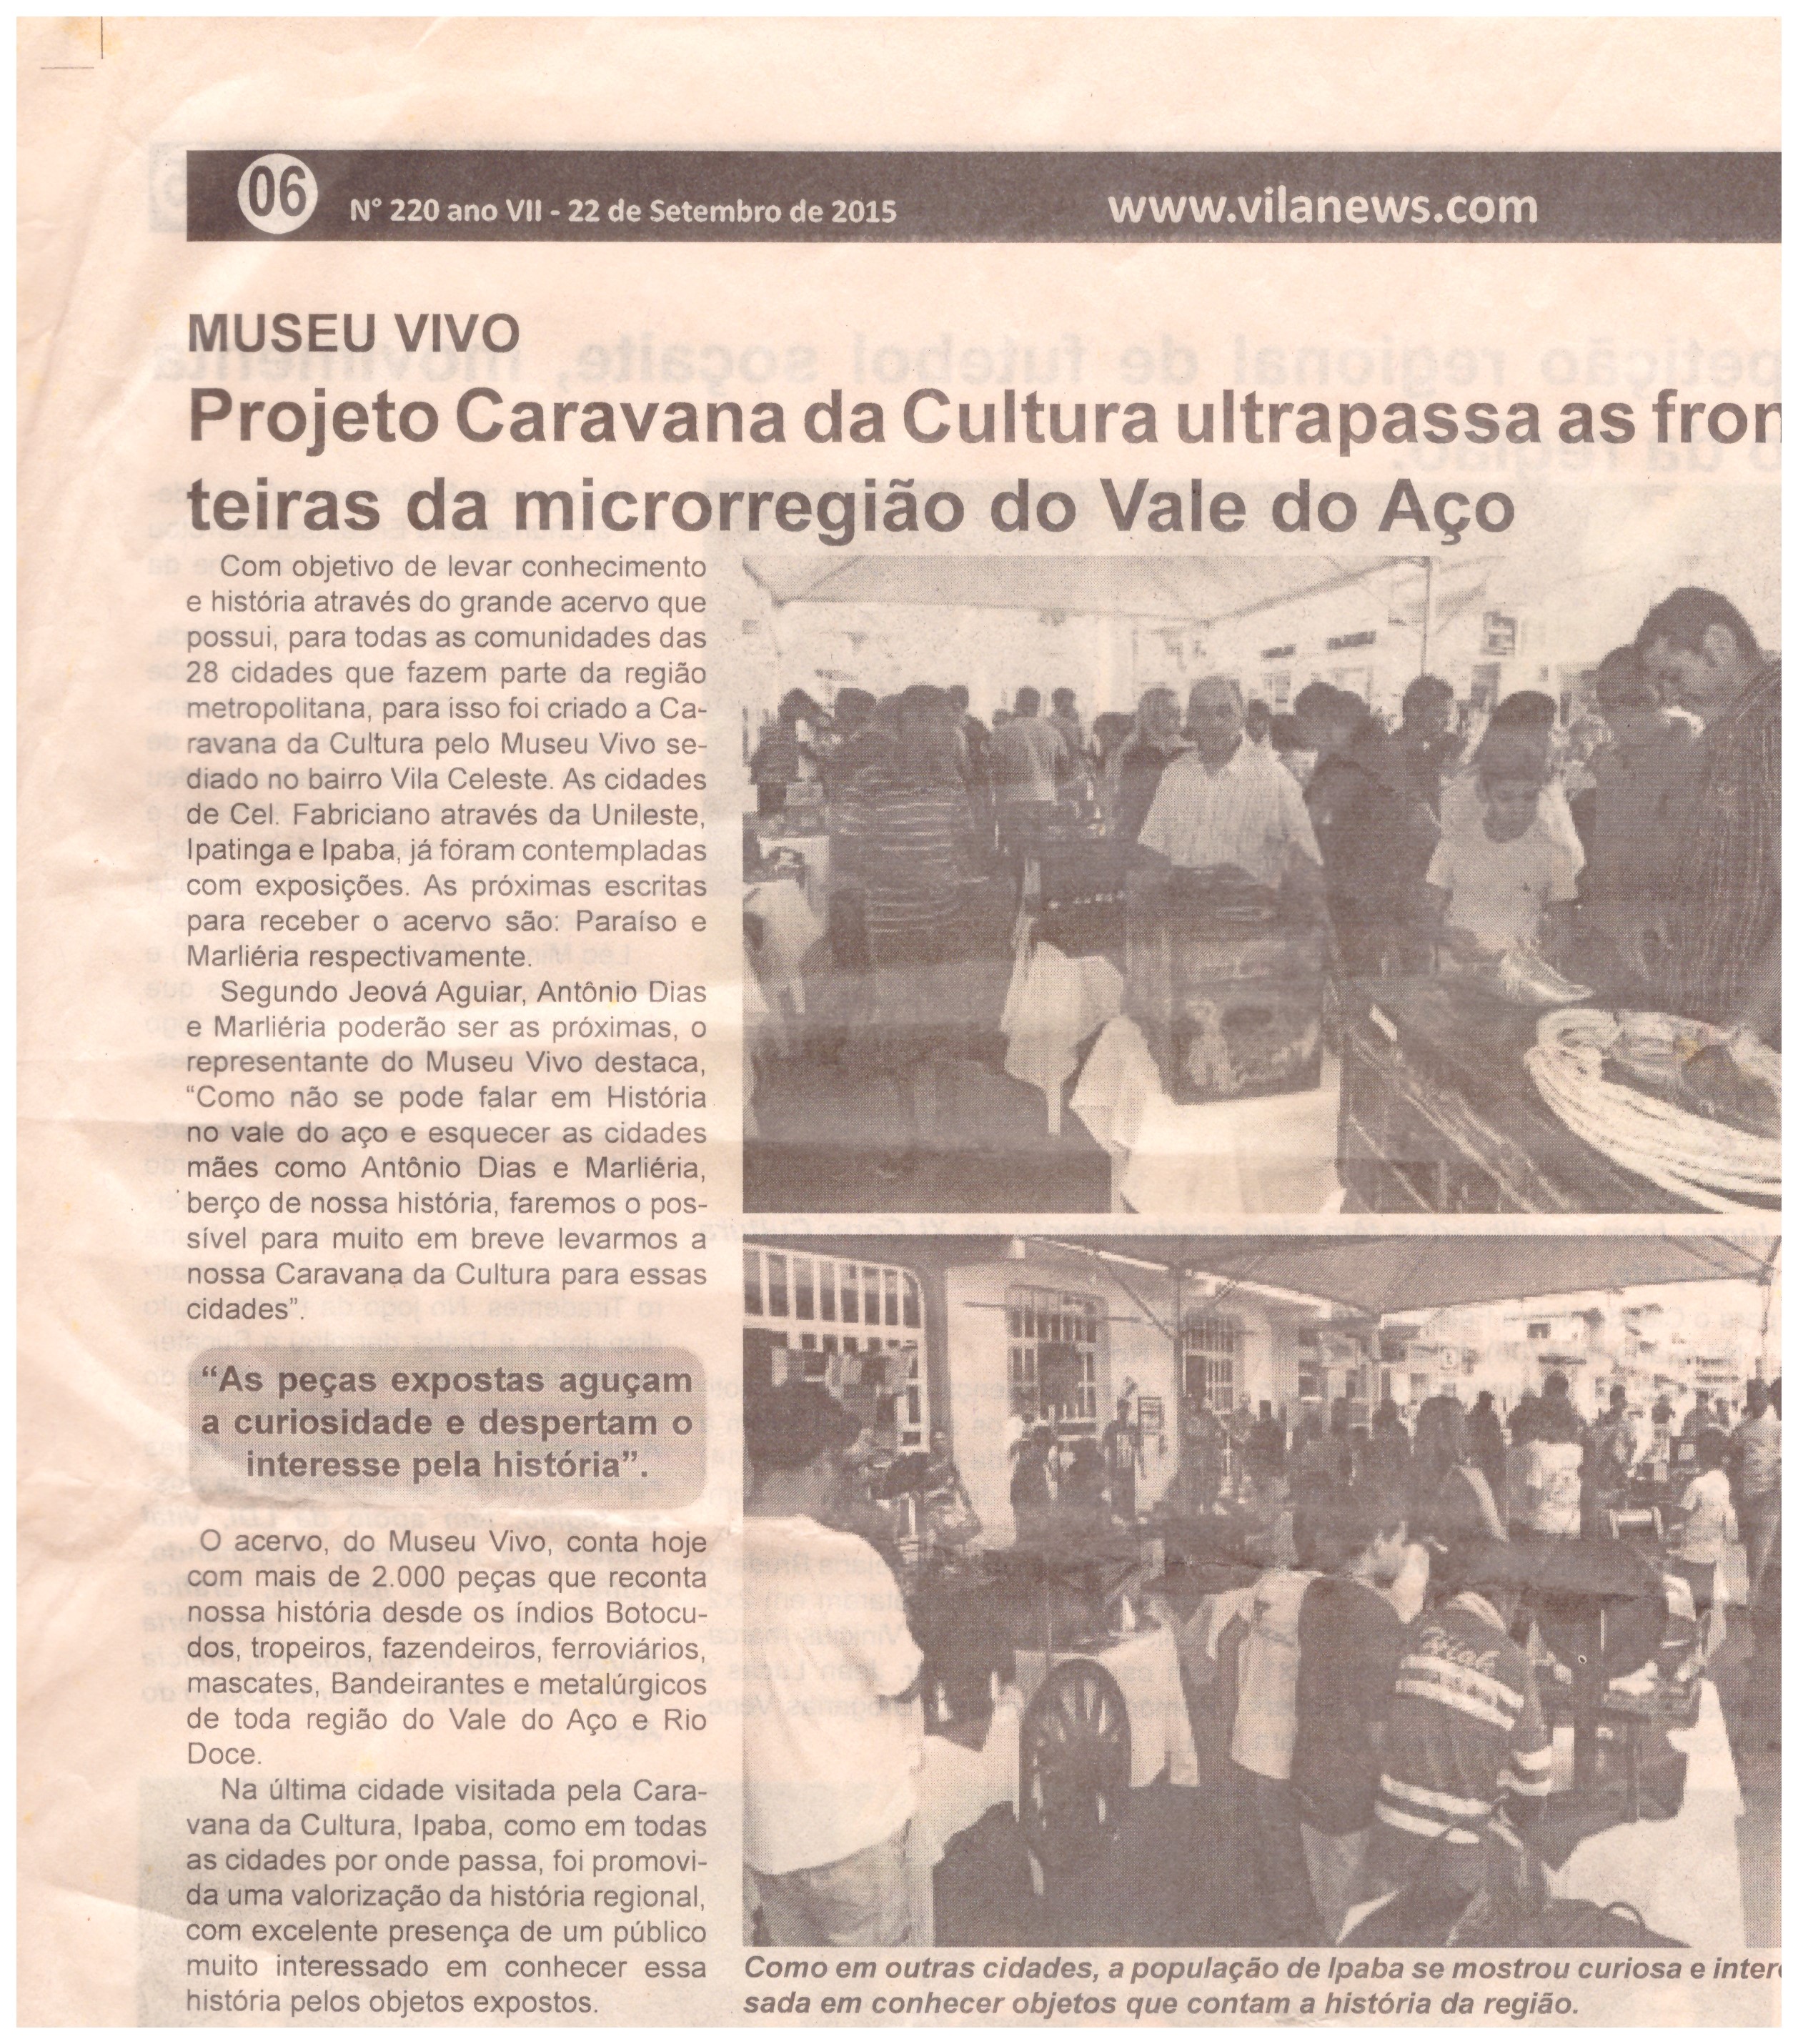 06
N° 220 ano VII - 22 de Setembro de 2015
www.vilanews.com
MUSEU VIVO
Projeto Caravana da Cultura ultrapassa as fron
teiras da microrregião do Vale do Aço
Com objetivo de levar conhecimento
e história através do grande acervo que
possui, para todas as comunidades das
28 cidades que fazem parte da região
metropolitana, para isso foi criado a Ca-
ravana da Cultura pelo Museu Vivo se-
diado no bairro Vila Celeste. As cidades
de Cel. Fabriciano através da Unileste,
Ipatinga e Ipaba, já foram contempladas
com exposições. As próximas escritas
para receber o acervo são: Paraíso e
Marliéria respectivamente.
Segundo Jeová Aguiar, Antônio Dias
e Marliéria poderão ser as próximas, o
representante do Museu Vivo destaca,
“Como não se pode falar em História
no vale do aço e esquecer as cidades
mães como Antônio Dias e Marliéria,
berço de nossa história, faremos o pos-
sível para muito em breve levarmos a
nossa Caravana da Cultura para essas
cidades”.
“As peças expostas aguçam
a curiosidade e despertam o
interesse pela história”.
O acervo, do Museu Vivo, conta hoje
com mais de 2.000 peças que reconta
nossa história desde os índios Botocu-
dos, tropeiros, fazendeiros, ferroviários,
mascates, Bandeirantes e metalúrgicos
de toda região do Vale do Aço e Rio
Doce.
Na última cidade visitada pela Cara-
vana da Cultura, Ipaba, como em todas
as cidades por onde passa, foi promovi-
da uma valorização da história regional,
com excelente presença de um público
muito interessado em conhecer essa
história pelos objetos expostos.
Como em outras cidades, a população de Ipaba se mostrou curiosa e inter
sada em conhecer objetos que contam a história da região.